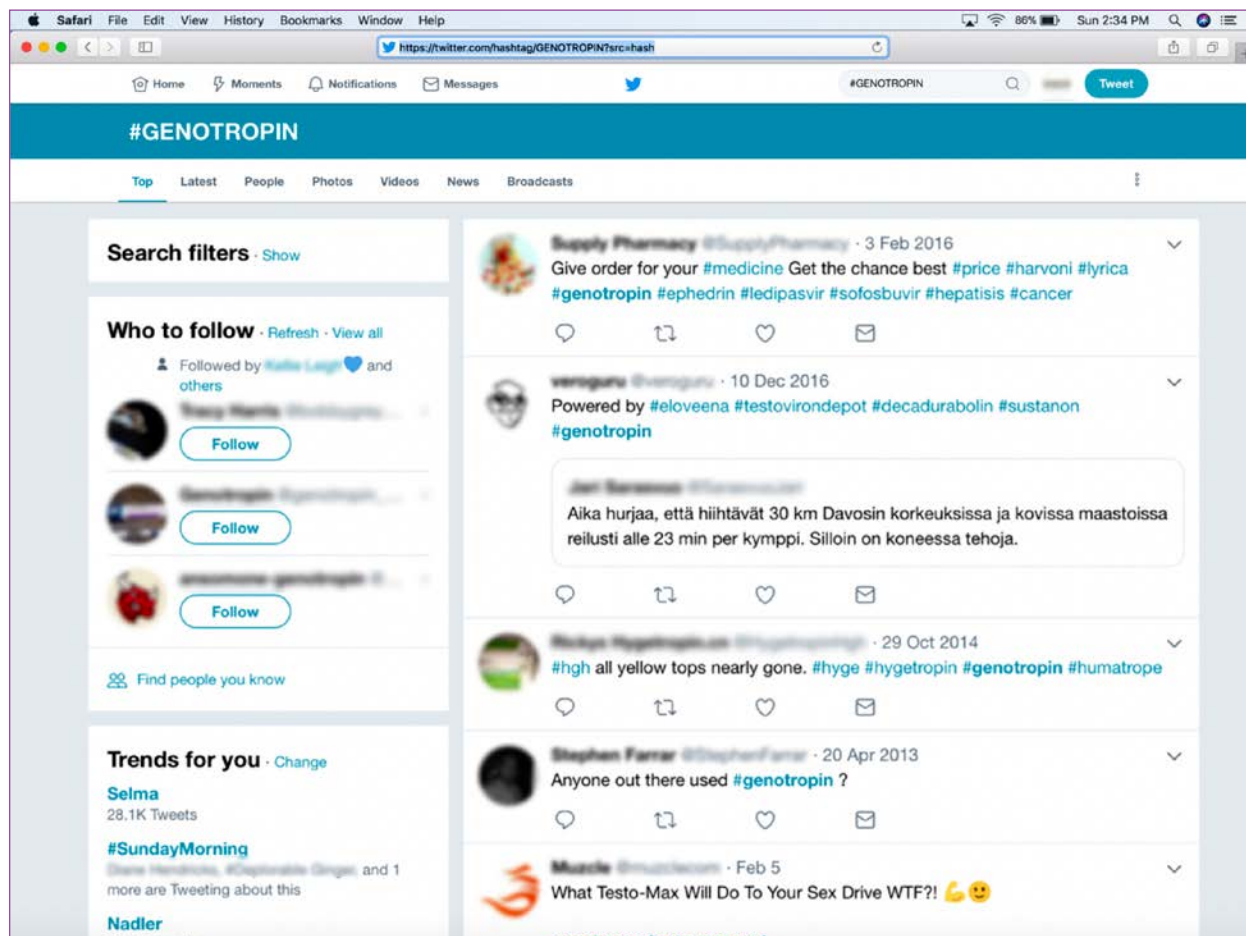 Safari File Edit View History Bookmarks Window Help
86% Sun 2:34 PM
https://twitter.com/hashtag/GENOTROPIN?src=hash
Home Moments Notifications Messages
#GENOTROPIN
Tweet
#GENOTROPIN
Top Latest People Photos Videos News Broadcasts
Search filters · Show
Who to follow · Refresh · View all
Followed by and
others
Follow
Follow
Follow
Find people you know
Trends for you · Change
Selma
28.1K Tweets
#SundayMorning
and 1
more are Tweeting about this
Nadler
Supply Pharmacy @SupplyPharmacy · 3 Feb 2016
Give order for your #medicine Get the chance best #price #harvoni #lyrica
#genotropin #ephedrin #ledipasvir #sofosbuvir #hepatisis #cancer
· 10 Dec 2016
Powered by #eloveena #testovirondepot #decadurabolin #sustanon
#genotropin
Aika hurjaa, että hiihtävät 30 km Davosin korkeuksissa ja kovissa maastoissa
reilusti alle 23 min per kymppi. Silloin on koneessa tehoja.
· 29 Oct 2014
#hgh all yellow tops nearly gone. #hyge #hygetropin #genotropin #humatrope
· 20 Apr 2013
Anyone out there used #genotropin ?
· Feb 5
What Testo-Max Will Do To Your Sex Drive WTF?!